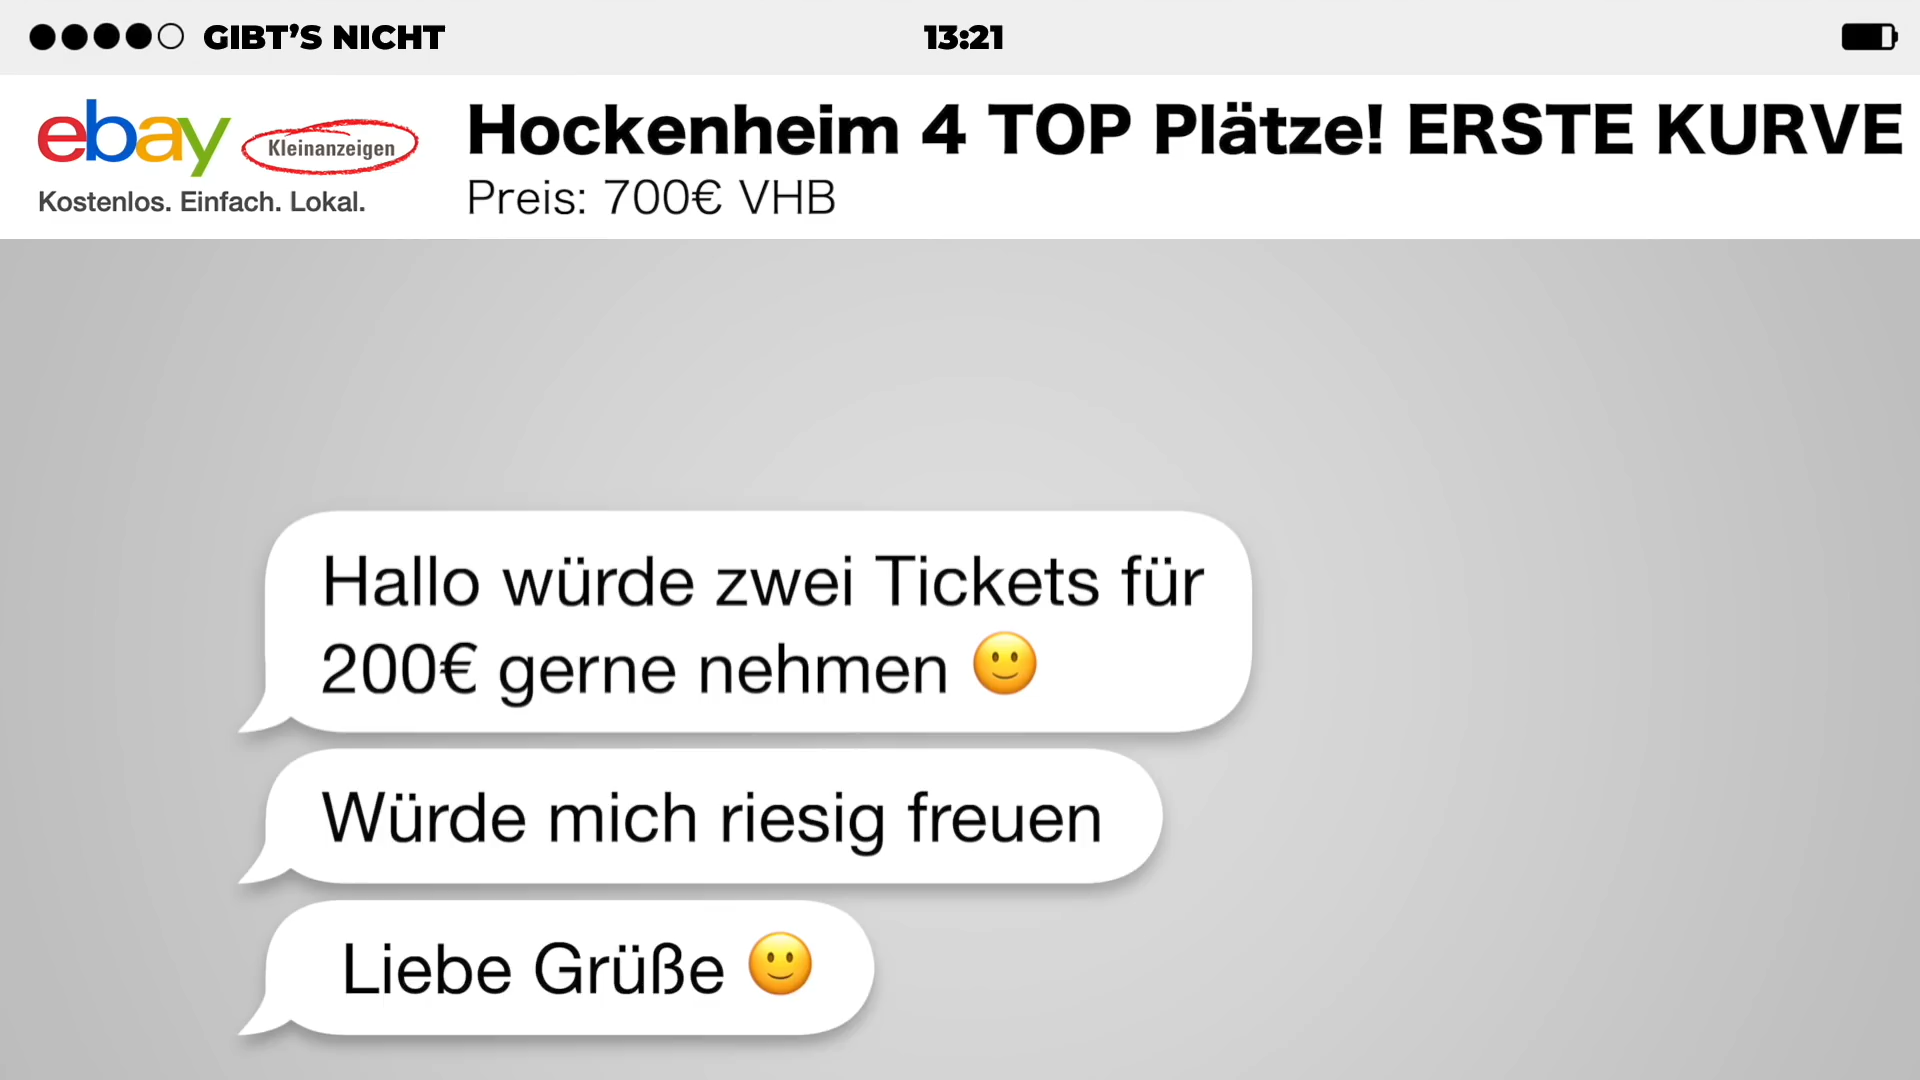 GIBT’S NICHT
13:21
ebay Kleinanzeigen
Kostenlos. Einfach. Lokal.
Hockenheim 4 TOP Plätze! ERSTE KURVE
Preis: 700€ VHB
Hallo würde zwei Tickets für
200€ gerne nehmen 🙂
Würde mich riesig freuen
Liebe Grüße 🙂